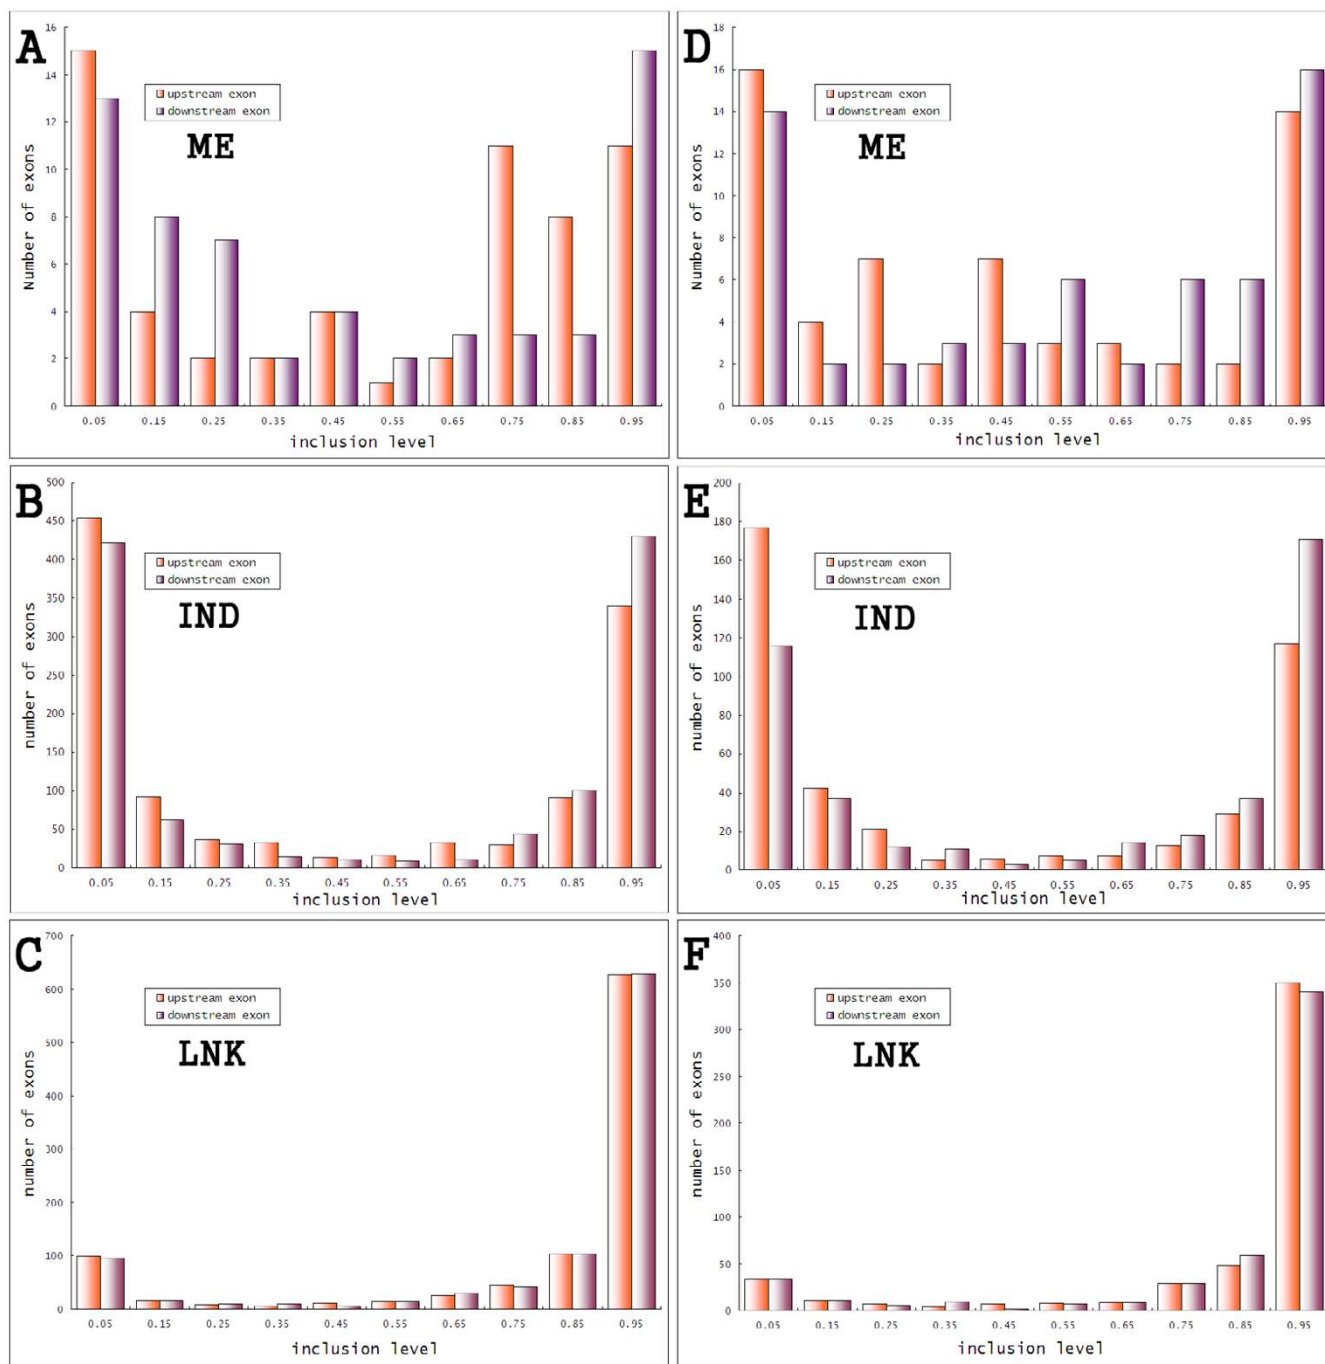 A
16
14
12
10
8
6
4
2
0
Number of exons
upstream exon
downstream exon
ME
0.05 0.15 0.25 0.35 0.45 0.55 0.65 0.75 0.85 0.95
inclusion level
D
18
16
14
12
10
8
6
4
2
0
Number of exons
upstream exon
downstream exon
ME
0.05 0.15 0.25 0.35 0.45 0.55 0.65 0.75 0.85 0.95
inclusion level
B
500
450
400
350
300
250
200
150
100
50
0
number of exons
upstream exon
downstream exon
IND
0.05 0.15 0.25 0.35 0.45 0.55 0.65 0.75 0.85 0.95
inclusion level
E
200
180
160
140
120
100
80
60
40
20
0
number of exons
upstream exon
downstream exon
IND
0.05 0.15 0.25 0.35 0.45 0.55 0.65 0.75 0.85 0.95
inclusion level
C
700
600
500
400
300
200
100
0
number of exons
upstream exon
downstream exon
LNK
0.05 0.15 0.25 0.35 0.45 0.55 0.65 0.75 0.85 0.95
inclusion level
F
400
350
300
250
200
150
100
50
0
number of exons
upstream exon
downstream exon
LNK
0.05 0.15 0.25 0.35 0.45 0.55 0.65 0.75 0.85 0.95
inclusion level